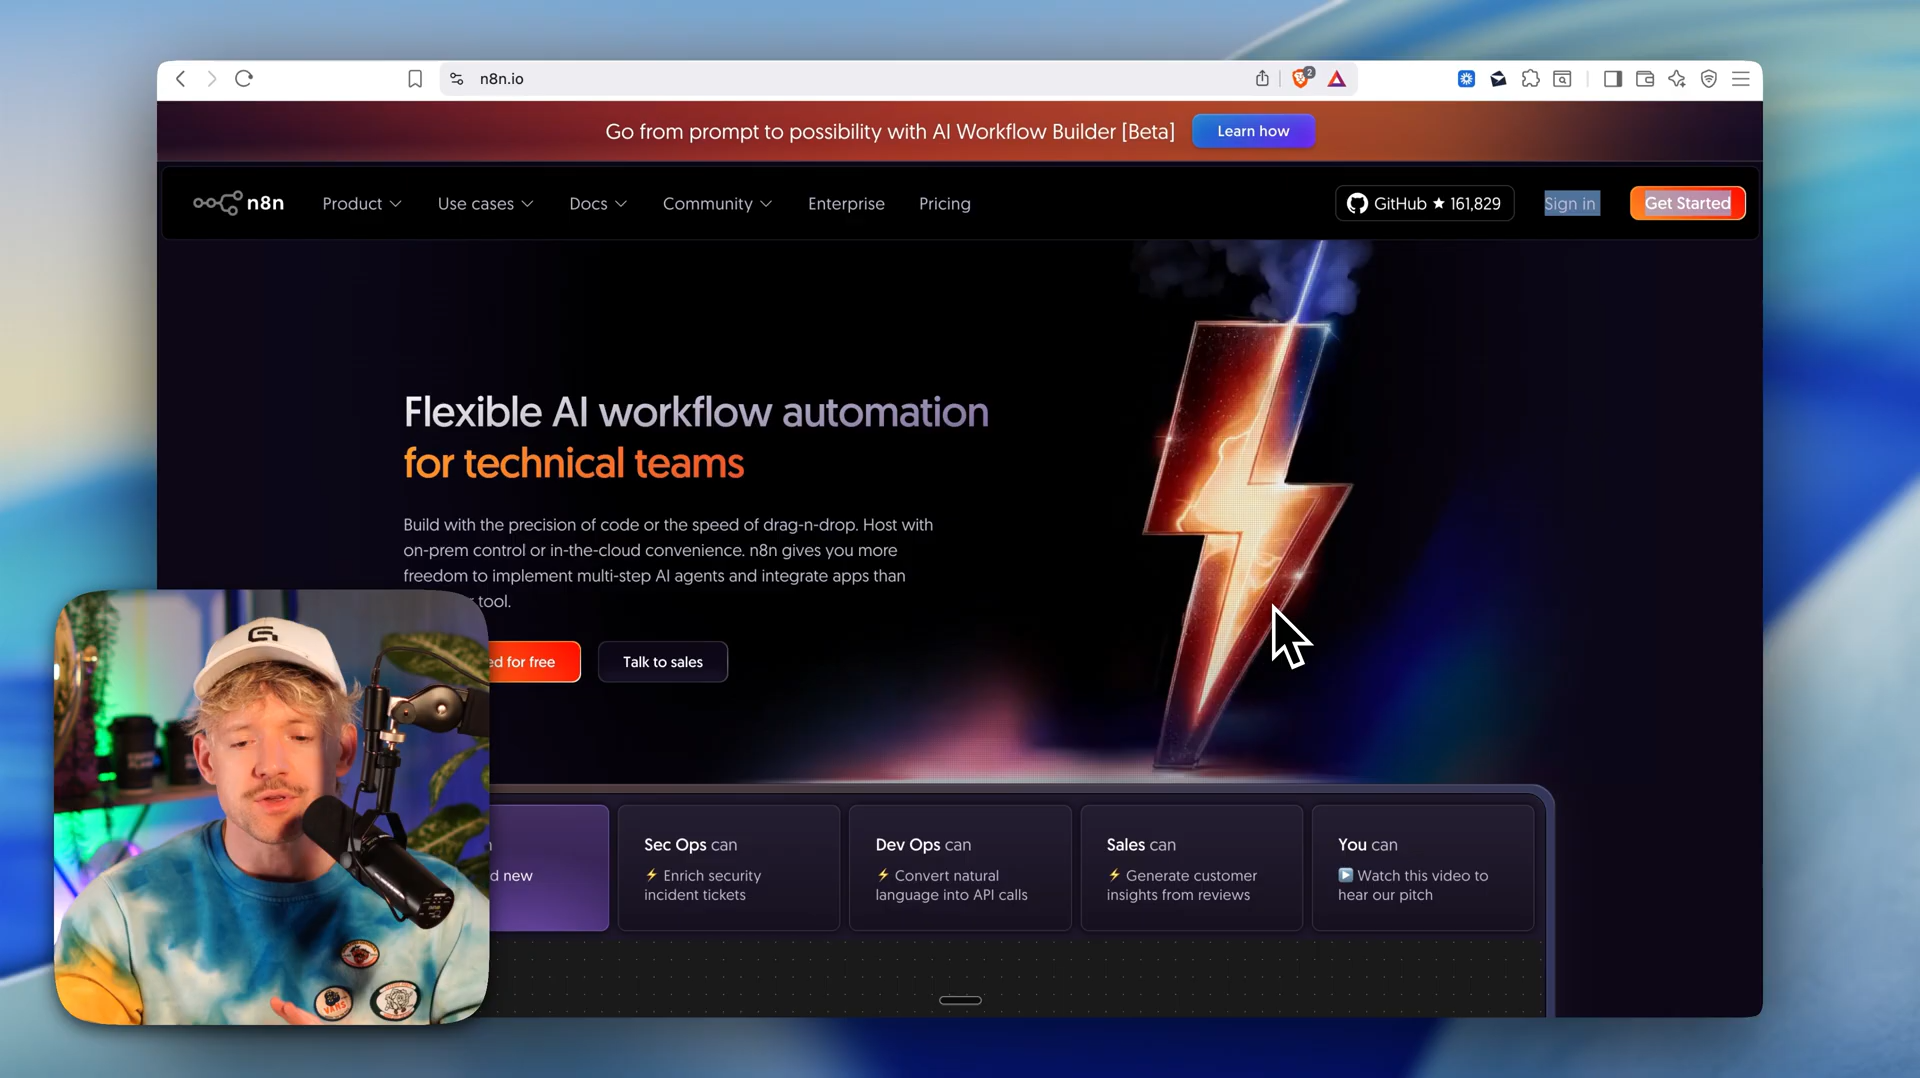 n8n.io
2
Go from prompt to possibility with AI Workflow Builder [Beta]
Learn how
n8n
Product
Use cases
Docs
Community
Enterprise
Pricing
GitHub ★ 161,829
Sign in
Get Started
Flexible AI workflow automation
for technical teams
Build with the precision of code or the speed of drag-n-drop. Host with
on-prem control or in-the-cloud convenience. n8n gives you more
freedom to implement multi-step AI agents and integrate apps than
tool.
for free
Talk to sales
new
Sec Ops can
⚡ Enrich security
incident tickets
Dev Ops can
⚡ Convert natural
language into API calls
Sales can
⚡ Generate customer
insights from reviews
You can
▶️ Watch this video to
hear our pitch
VARS